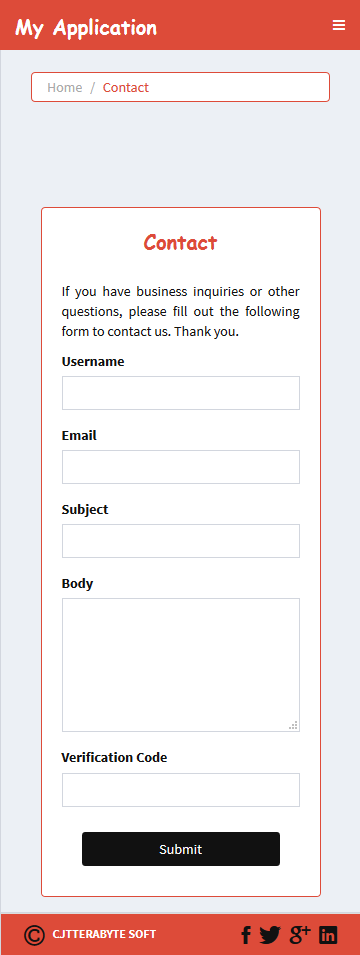 My Application
Home / Contact
Contact
If you have business inquiries or other
questions, please fill out the following
form to contact us. Thank you.
Username
Email
Subject
Body
Verification Code
Submit
© CJTTERABYTE SOFT